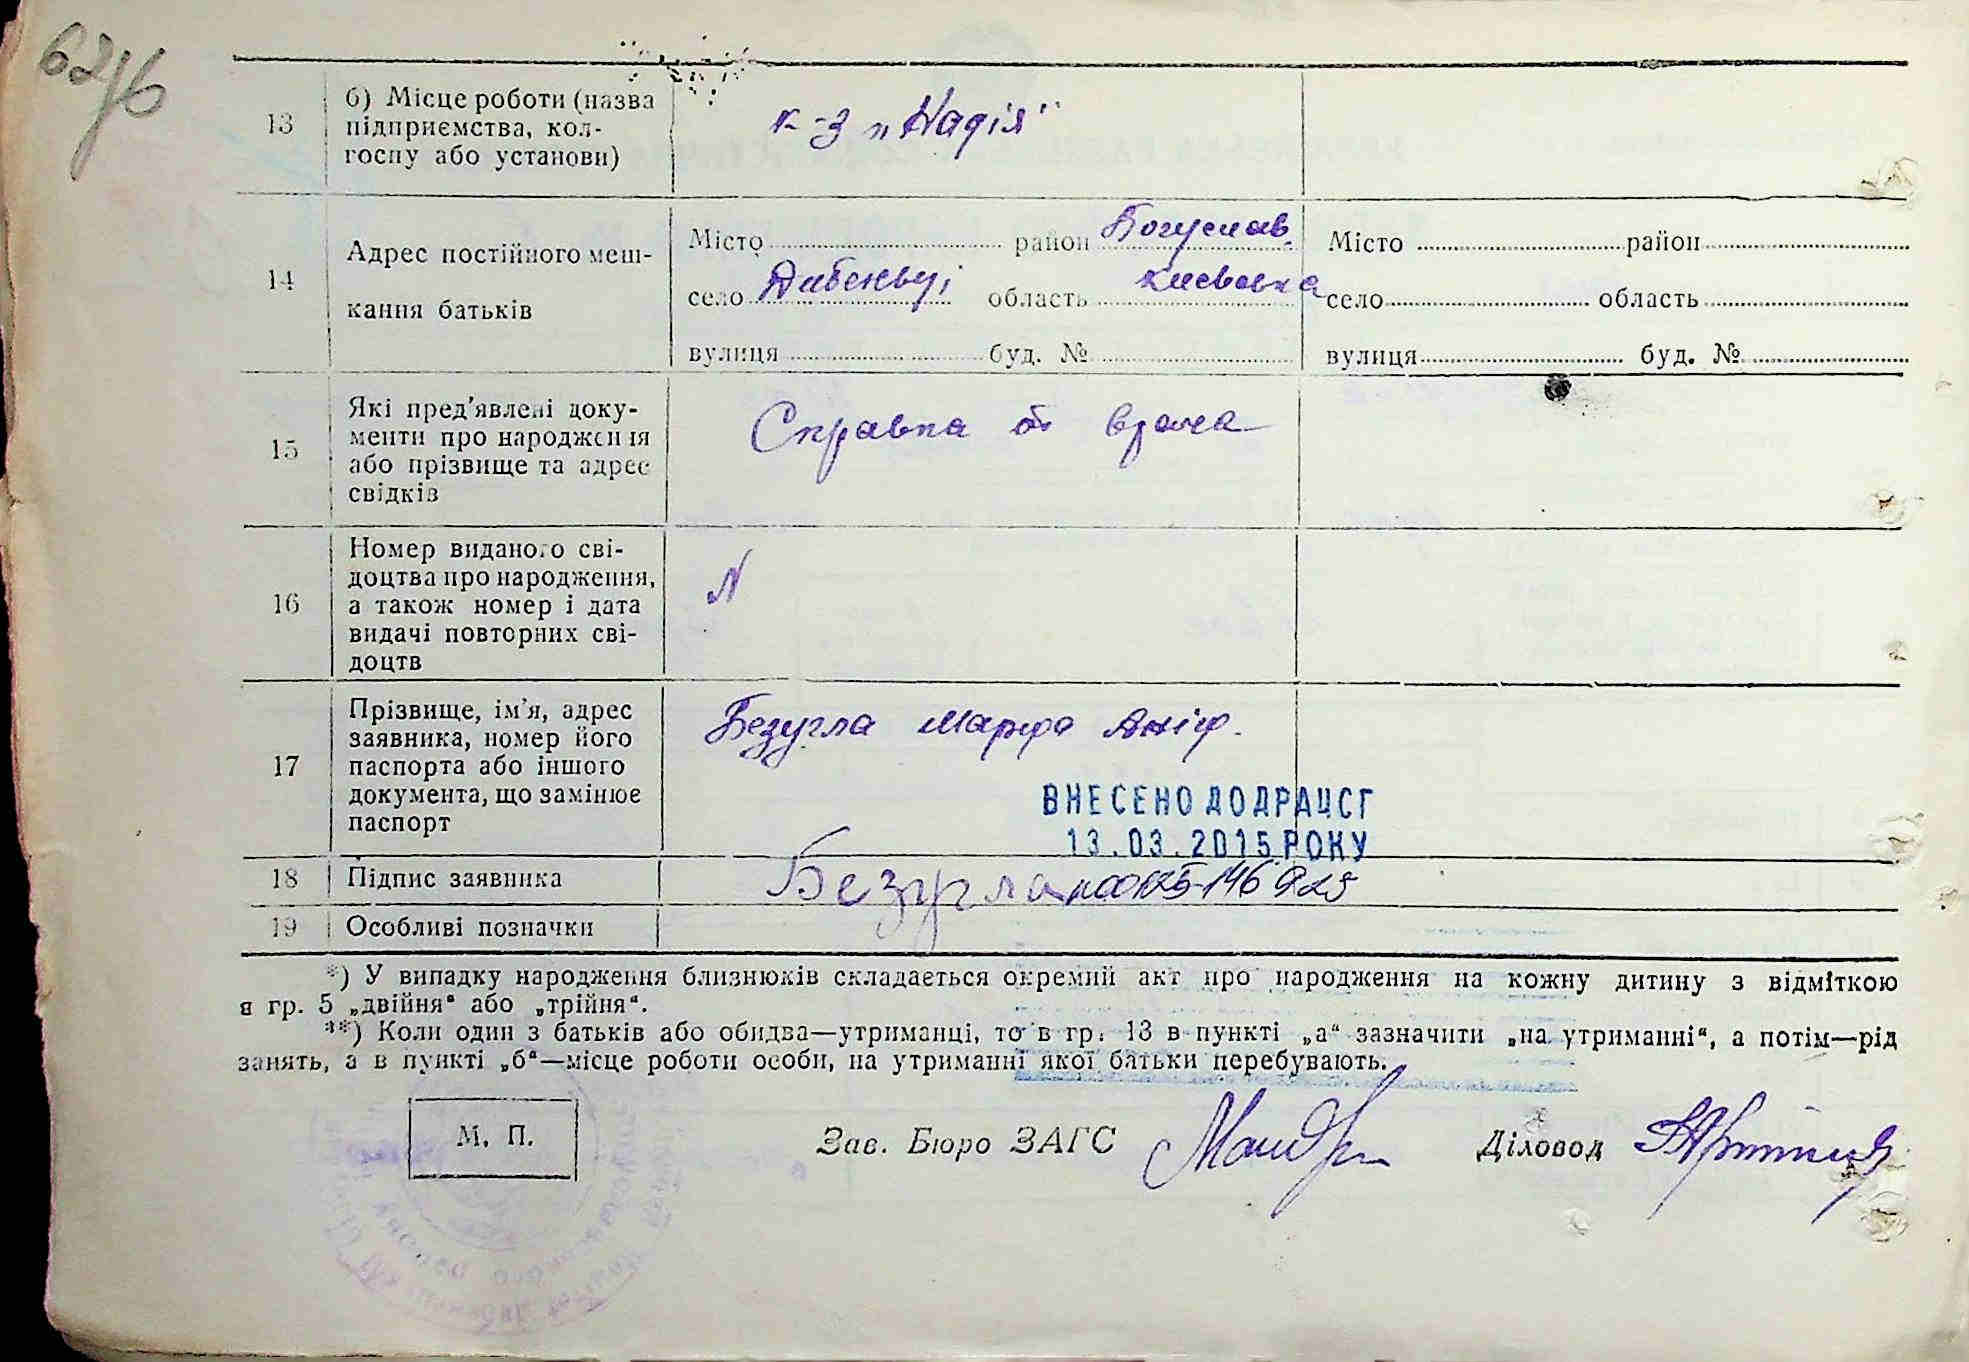 62/6
13
б) Місце роботи (назва
підприємства, кол-
госпу або установи)
к-з „Надія"
14
Адрес постійного меш-
кання батьків
Місто район Богуслав.
село Дибенці область Київська
вулиця буд. №
Місто район
село область
вулиця буд. №
15
Які пред'явлені доку-
менти про народження
або прізвище та адрес
свідків
Справка от врача
16
Номер виданого сві-
доцтва про народження,
а також номер і дата
видачі повторних сві-
доцтв
N
17
Прізвище, ім'я, адрес
заявника, номер його
паспорта або іншого
документа, що замінює
паспорт
Безугла Марфа Аніф.
ВНЕСЕНО ДО ДРАЦСГ
13.03.2015 РОКУ
18
Підпис заявника
Безугла
19
Особливі позначки
*) У випадку народження близнюків складається окремий акт про народження на кожну дитину з відміткою
в гр. 5 „двійня“ або „трійня“.
**) Коли один з батьків або обидва—утриманці, то в гр. 13 в пункті „а“ зазначити „на утриманні“, а потім—рід
занять, а в пункті „б“—місце роботи особи, на утриманні якої батьки перебувають.
М. П.
Зав. Бюро ЗАГС
Діловод